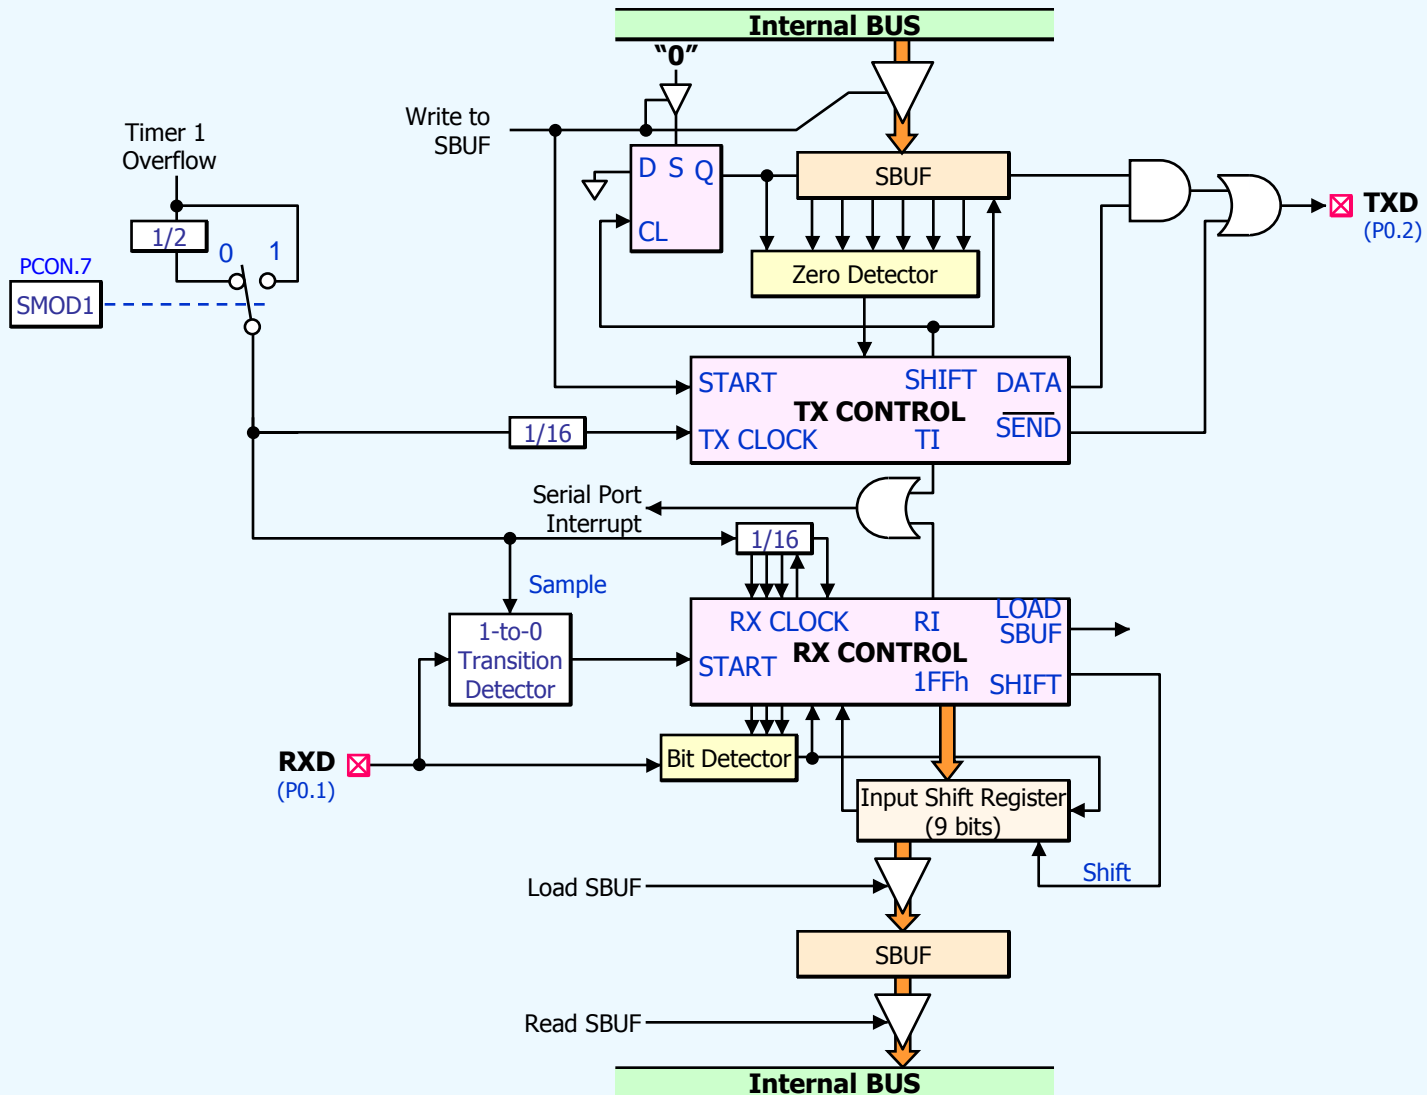 Internal BUS
“0”
Write to
SBUF
Timer 1
Overflow
D S Q
CL
SBUF
TXD
(P0.2)
1/2
0 1
PCON.7
SMOD1
Zero Detector
START
SHIFT
DATA
TX CONTROL
TX CLOCK
TI
SEND
1/16
Serial Port
Interrupt
1/16
Sample
1-to-0
Transition
Detector
RX CLOCK
RI
LOAD
SBUF
RX CONTROL
START
1FFh
SHIFT
RXD
(P0.1)
Bit Detector
Input Shift Register
(9 bits)
Load SBUF
Shift
SBUF
Read SBUF
Internal BUS